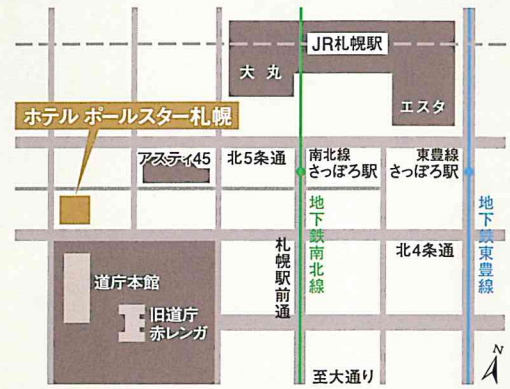 JR札幌駅
大丸
エスタ
ホテル ポールスター札幌
アスティ45
北5条通
南北線
さっぽろ駅
東豊線
さっぽろ駅
地下鉄南北線
地下鉄東豊線
札幌駅前通
北4条通
道庁本館
旧道庁
赤レンガ
至大通り
N